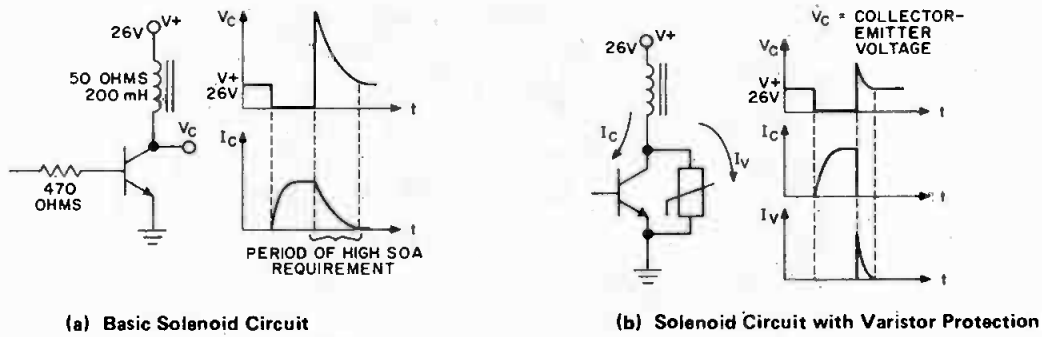 V+
26V
50 OHMS
200 mH
VC
470
OHMS
VC
V+
26V
t
IC
t
PERIOD OF HIGH SOA
REQUIREMENT
(a) Basic Solenoid Circuit
V+
26V
IC
IV
VC = COLLECTOR-
EMITTER
VOLTAGE
VC
V+
26V
t
IC
t
IV
t
(b) Solenoid Circuit with Varistor Protection